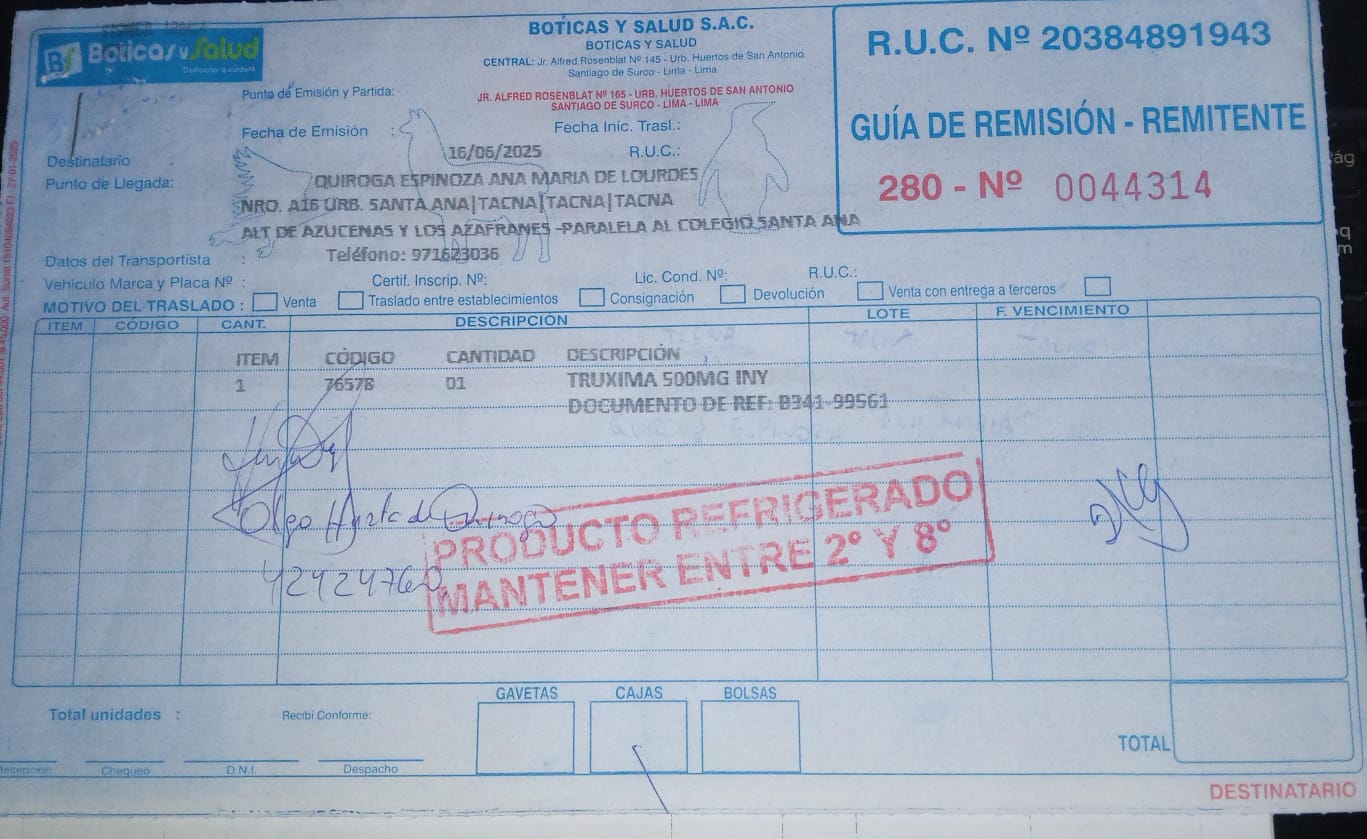 Boticas y Salud
Dedicados a cuidarte
BOTICAS Y SALUD S.A.C.
BOTICAS Y SALUD
CENTRAL: Jr. Alfred Rosenblat Nº 145 - Urb. Huertos de San Antonio
Santiago de Surco - Lima - Lima
R.U.C. Nº 20384891943
GUÍA DE REMISIÓN - REMITENTE
280 - Nº 0044314
Punto de Emisión y Partida:
JR. ALFRED ROSENBLAT Nº 165 - URB. HUERTOS DE SAN ANTONIO
SANTIAGO DE SURCO - LIMA - LIMA
Fecha de Emisión :
Fecha Inic. Trasl.:
16/06/2025
R.U.C.:
Destinatario
QUIROGA ESPINOZA ANA MARIA DE LOURDES
Punto de Llegada:
NRO. A16 URB. SANTA ANA|TACNA|TACNA|TACNA
ALT DE AZUCENAS Y LOS AZAFRANES -PARALELA AL COLEGIO SANTA ANA
Teléfono: 971623036
Datos del Transportista :
Vehículo Marca y Placa Nº :
Certif. Inscrip. Nº:
Lic. Cond. Nº:
R.U.C.:
MOTIVO DEL TRASLADO : Venta Traslado entre establecimientos Consignación Devolución Venta con entrega a terceros
ITEM CÓDIGO CANT. DESCRIPCIÓN LOTE F. VENCIMIENTO
ITEM CÓDIGO CANTIDAD DESCRIPCIÓN
1 76578 01 TRUXIMA 500MG INY
DOCUMENTO DE REF: B341-99561
PRODUCTO REFRIGERADO
MANTENER ENTRE 2º Y 8º
42424760
GAVETAS CAJAS BOLSAS
Total unidades :
Recibí Conforme:
TOTAL
Recepción Chequeo D.N.I. Despacho
DESTINATARIO